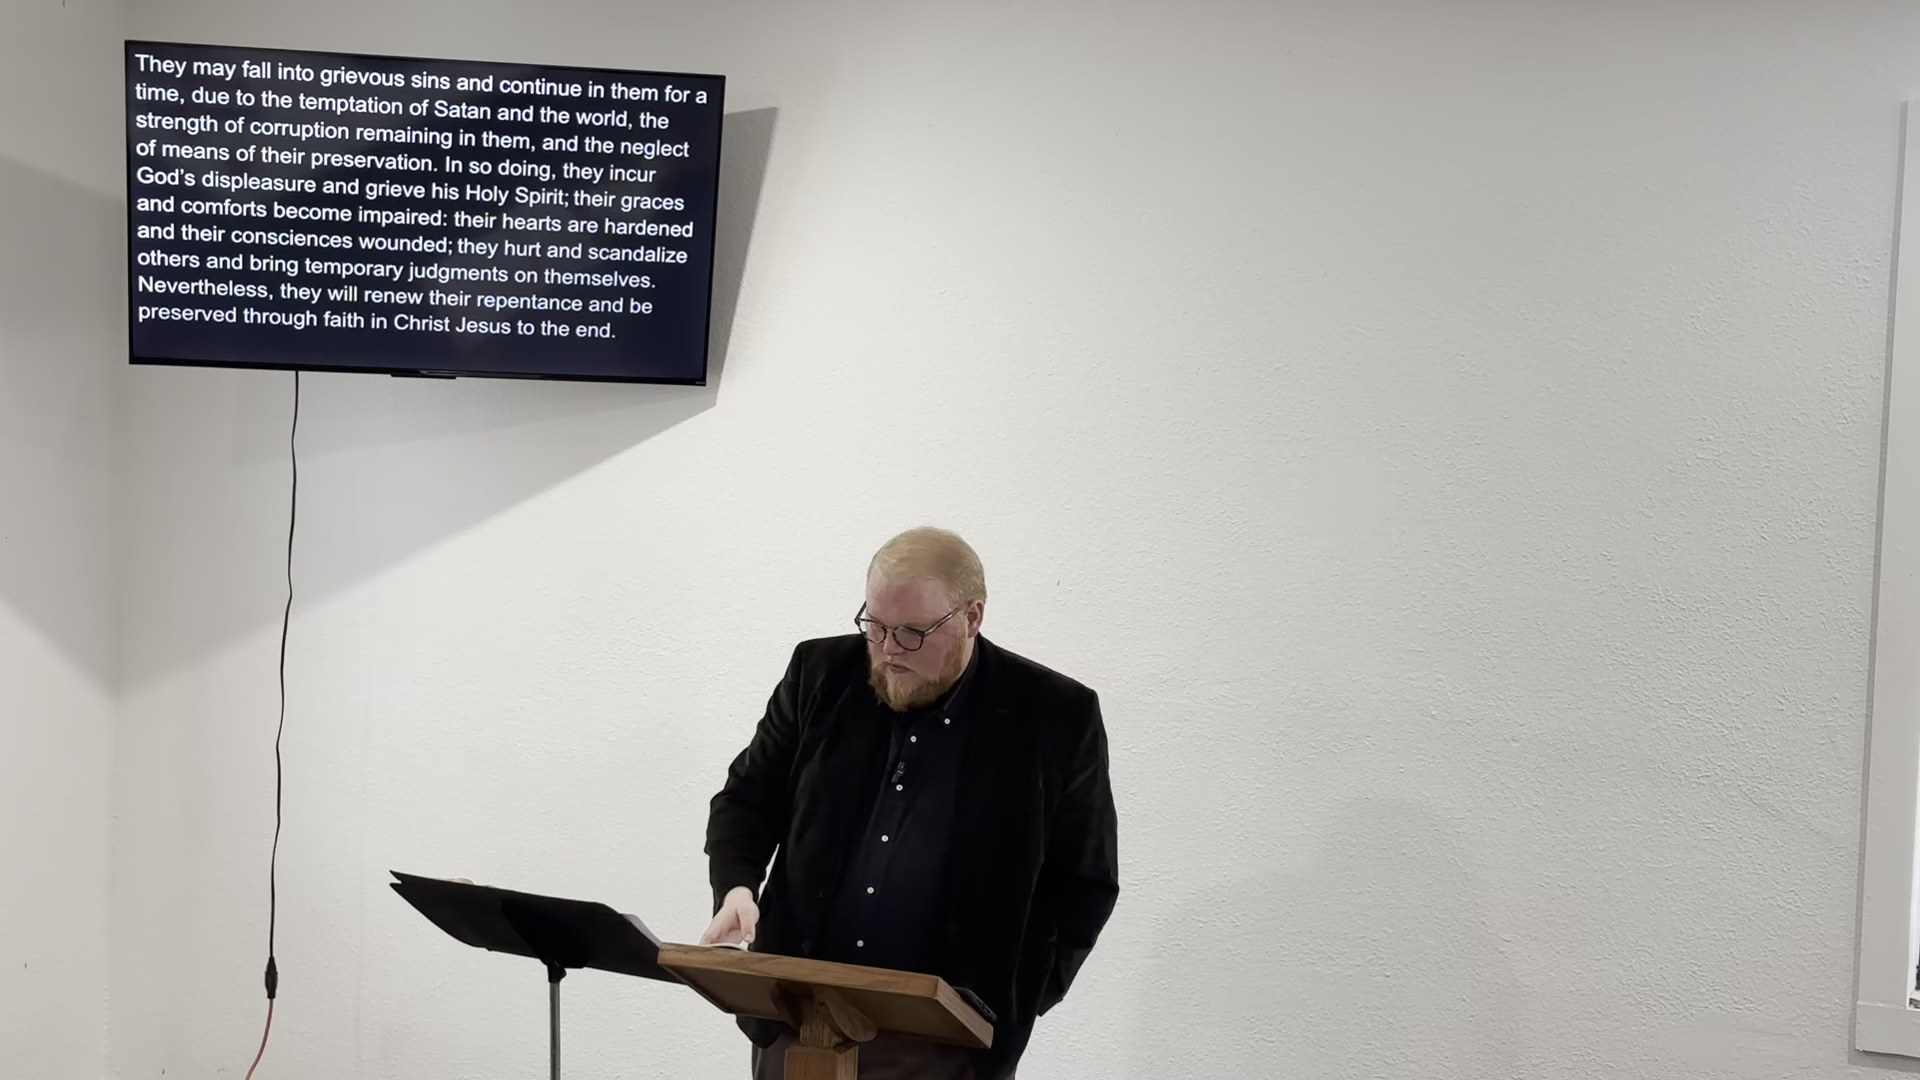 They may fall into grievous sins and continue in them for a
time, due to the temptation of Satan and the world, the
strength of corruption remaining in them, and the neglect
of means of their preservation. In so doing, they incur
God's displeasure and grieve his Holy Spirit; their graces
and comforts become impaired: their hearts are hardened
and their consciences wounded; they hurt and scandalize
others and bring temporary judgments on themselves.
Nevertheless, they will renew their repentance and be
preserved through faith in Christ Jesus to the end.